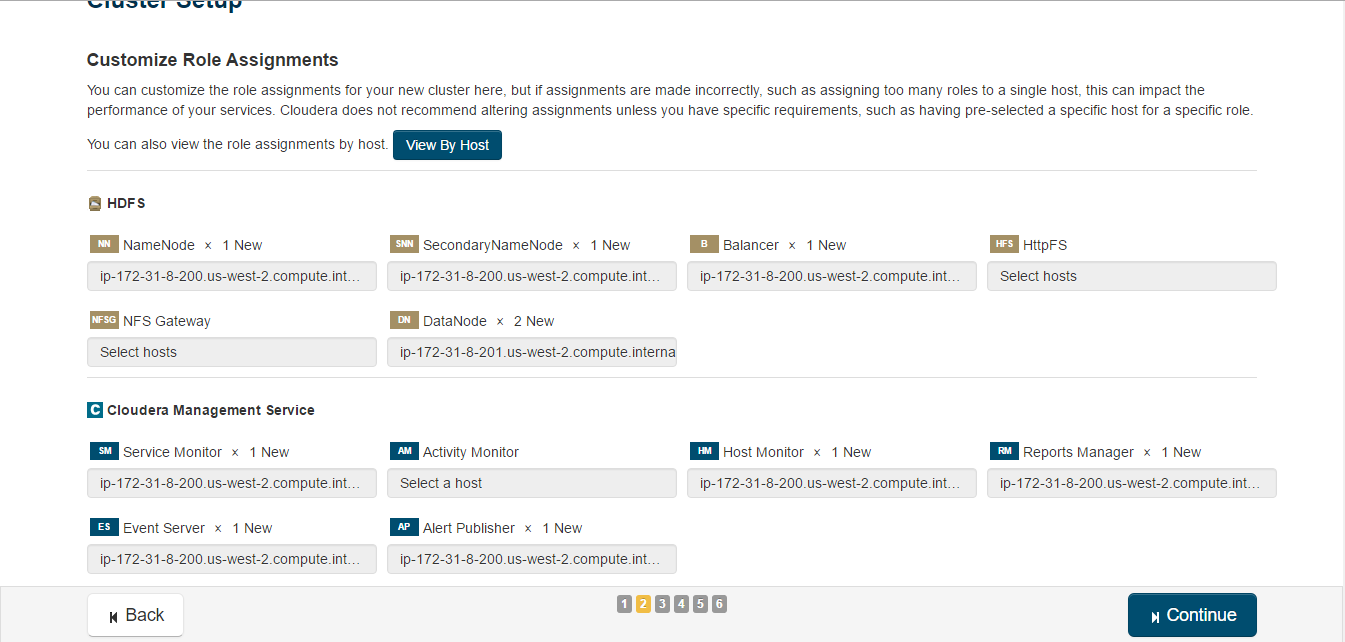 Cluster Setup
Customize Role Assignments
You can customize the role assignments for your new cluster here, but if assignments are made incorrectly, such as assigning too many roles to a single host, this can impact the
performance of your services. Cloudera does not recommend altering assignments unless you have specific requirements, such as having pre-selected a specific host for a specific role.
You can also view the role assignments by host. View By Host
HDFS
NN NameNode × 1 New SNN SecondaryNameNode × 1 New B Balancer × 1 New HFS HttpFS
ip-172-31-8-200.us-west-2.compute.int... ip-172-31-8-200.us-west-2.compute.int... ip-172-31-8-200.us-west-2.compute.int... Select hosts
NFSG NFS Gateway DN DataNode × 2 New
Select hosts ip-172-31-8-201.us-west-2.compute.interna
C Cloudera Management Service
SM Service Monitor × 1 New AM Activity Monitor HM Host Monitor × 1 New RM Reports Manager × 1 New
ip-172-31-8-200.us-west-2.compute.int... Select a host ip-172-31-8-200.us-west-2.compute.int... ip-172-31-8-200.us-west-2.compute.int...
ES Event Server × 1 New AP Alert Publisher × 1 New
ip-172-31-8-200.us-west-2.compute.int... ip-172-31-8-200.us-west-2.compute.int...
Back 1 2 3 4 5 6 Continue